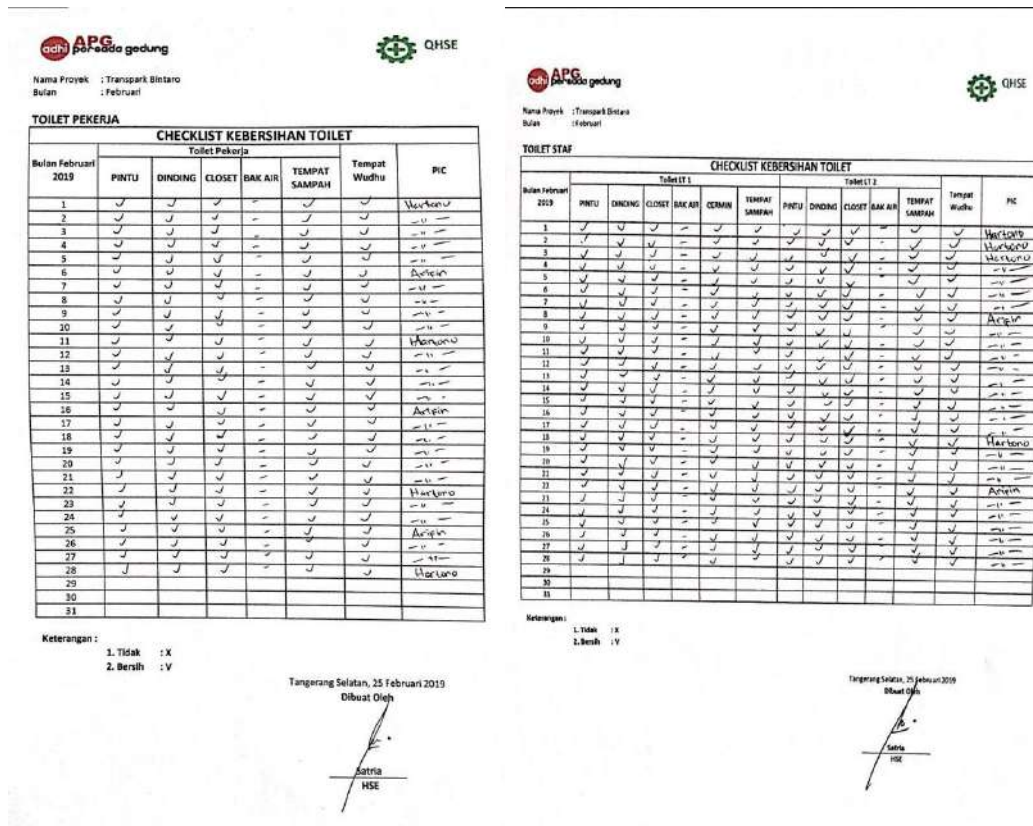 adhi APG persada gedung
QHSE
Nama Proyek : Transpark Bintaro
Bulan : Februari
TOILET PEKERJA
CHECKLIST KEBERSIHAN TOILET
Bulan Februari 2019 Toilet Pekerja Tempat Wudhu PIC
PINTU DINDING CLOSET BAK AIR TEMPAT SAMPAH
1 ✓ ✓ ✓ - ✓ ✓ Hartono
2 ✓ ✓ ✓ - ✓ ✓ -"-
3 ✓ ✓ ✓ - ✓ ✓ -"-
4 ✓ ✓ ✓ - ✓ ✓ -"-
5 ✓ ✓ ✓ - ✓ ✓ -"-
6 ✓ ✓ ✓ - ✓ ✓ Aripin
7 ✓ ✓ ✓ - ✓ ✓ -"-
8 ✓ ✓ ✓ - ✓ ✓ -"-
9 ✓ ✓ ✓ - ✓ ✓ -"-
10 ✓ ✓ ✓ - ✓ ✓ -"-
11 ✓ ✓ ✓ - ✓ ✓ Hartono
12 ✓ ✓ ✓ - ✓ ✓ -"-
13 ✓ ✓ ✓ - ✓ ✓ -"-
14 ✓ ✓ ✓ - ✓ ✓ -"-
15 ✓ ✓ ✓ - ✓ ✓ -"-
16 ✓ ✓ ✓ - ✓ ✓ Aripin
17 ✓ ✓ ✓ - ✓ ✓ -"-
18 ✓ ✓ ✓ - ✓ ✓ -"-
19 ✓ ✓ ✓ - ✓ ✓ -"-
20 ✓ ✓ ✓ - ✓ ✓ -"-
21 ✓ ✓ ✓ - ✓ ✓ -"-
22 ✓ ✓ ✓ - ✓ ✓ Hartono
23 ✓ ✓ ✓ - ✓ ✓ -"-
24 ✓ ✓ ✓ - ✓ ✓ -"-
25 ✓ ✓ ✓ - ✓ ✓ Aripin
26 ✓ ✓ ✓ - ✓ ✓ -"-
27 ✓ ✓ ✓ - ✓ ✓ -"-
28 ✓ ✓ ✓ - ✓ ✓ Hartono
29
30
31
Keterangan :
1. Tidak : X
2. Bersih : V
Tangerang Selatan, 25 Februari 2019
Dibuat Oleh
Satria
HSE
adhi APG persada gedung
QHSE
Nama Proyek : Transpark Bintaro
Bulan : Februari
TOILET STAF
CHECKLIST KEBERSIHAN TOILET
Bulan Februari 2019 Toilet LT 1 Toilet LT 2 Tempat Wudhu PIC
PINTU DINDING CLOSET BAK AIR CERMIN TEMPAT SAMPAH PINTU DINDING CLOSET BAK AIR TEMPAT SAMPAH
1 ✓ ✓ ✓ - ✓ ✓ ✓ ✓ ✓ - ✓ ✓ Hartono
2 ✓ ✓ ✓ - ✓ ✓ ✓ ✓ ✓ - ✓ ✓ Hartono
3 ✓ ✓ ✓ - ✓ ✓ ✓ ✓ ✓ - ✓ ✓ Hartono
4 ✓ ✓ ✓ - ✓ ✓ ✓ ✓ ✓ - ✓ ✓ -"-
5 ✓ ✓ ✓ - ✓ ✓ ✓ ✓ ✓ - ✓ ✓ -"-
6 ✓ ✓ ✓ - ✓ ✓ ✓ ✓ ✓ - ✓ ✓ -"-
7 ✓ ✓ ✓ - ✓ ✓ ✓ ✓ ✓ - ✓ ✓ -"-
8 ✓ ✓ ✓ - ✓ ✓ ✓ ✓ ✓ - ✓ ✓ Aripin
9 ✓ ✓ ✓ - ✓ ✓ ✓ ✓ ✓ - ✓ ✓ -"-
10 ✓ ✓ ✓ - ✓ ✓ ✓ ✓ ✓ - ✓ ✓ -"-
11 ✓ ✓ ✓ - ✓ ✓ ✓ ✓ ✓ - ✓ ✓ -"-
12 ✓ ✓ ✓ - ✓ ✓ ✓ ✓ ✓ - ✓ ✓ -"-
13 ✓ ✓ ✓ - ✓ ✓ ✓ ✓ ✓ - ✓ ✓ -"-
14 ✓ ✓ ✓ - ✓ ✓ ✓ ✓ ✓ - ✓ ✓ -"-
15 ✓ ✓ ✓ - ✓ ✓ ✓ ✓ ✓ - ✓ ✓ -"-
16 ✓ ✓ ✓ - ✓ ✓ ✓ ✓ ✓ - ✓ ✓ -"-
17 ✓ ✓ ✓ - ✓ ✓ ✓ ✓ ✓ - ✓ ✓ -"-
18 ✓ ✓ ✓ - ✓ ✓ ✓ ✓ ✓ - ✓ ✓ Hartono
19 ✓ ✓ ✓ - ✓ ✓ ✓ ✓ ✓ - ✓ ✓ -"-
20 ✓ ✓ ✓ - ✓ ✓ ✓ ✓ ✓ - ✓ ✓ -"-
21 ✓ ✓ ✓ - ✓ ✓ ✓ ✓ ✓ - ✓ ✓ -"-
22 ✓ ✓ ✓ - ✓ ✓ ✓ ✓ ✓ - ✓ ✓ Aripin
23 ✓ ✓ ✓ - ✓ ✓ ✓ ✓ ✓ - ✓ ✓ -"-
24 ✓ ✓ ✓ - ✓ ✓ ✓ ✓ ✓ - ✓ ✓ -"-
25 ✓ ✓ ✓ - ✓ ✓ ✓ ✓ ✓ - ✓ ✓ -"-
26 ✓ ✓ ✓ - ✓ ✓ ✓ ✓ ✓ - ✓ ✓ -"-
27 ✓ ✓ ✓ - ✓ ✓ ✓ ✓ ✓ - ✓ ✓ -"-
28 ✓ ✓ ✓ - ✓ ✓ ✓ ✓ ✓ - ✓ ✓ -"-
29
30
31
Keterangan :
1. Tidak : X
2. Bersih : V
Tangerang Selatan, 25 Februari 2019
Dibuat Oleh
Satria
HSE